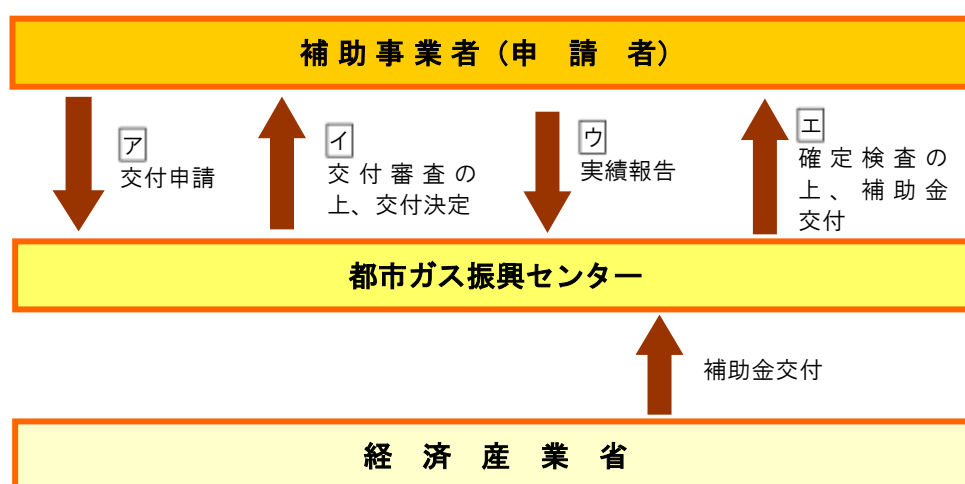 補助事業者（申　請　者）
ア
交付申請
イ
交付審査の
上、交付決定
ウ
実績報告
エ
確定検査の
上、補助金
交付
都市ガス振興センター
補助金交付
経　済　産　業　省